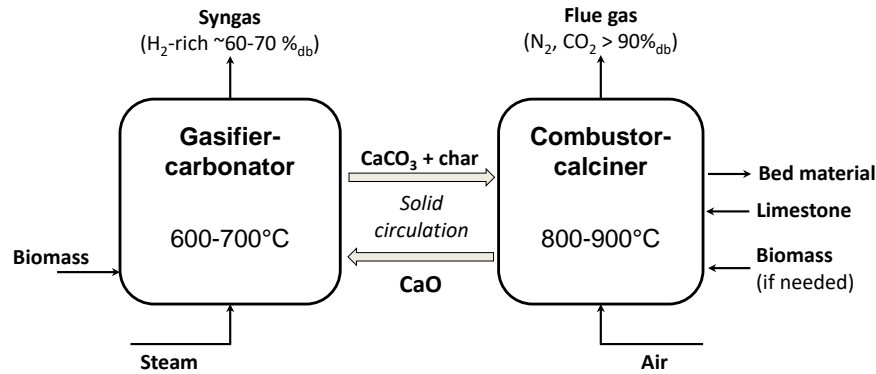 Syngas
(H₂-rich ~60-70 %db)
Flue gas
(N₂, CO₂ > 90%db)
Gasifier-
carbonator
600-700°C
CaCO₃ + char
Solid
circulation
CaO
Combustor-
calciner
800-900°C
Bed material
Limestone
Biomass
(if needed)
Biomass
Steam
Air